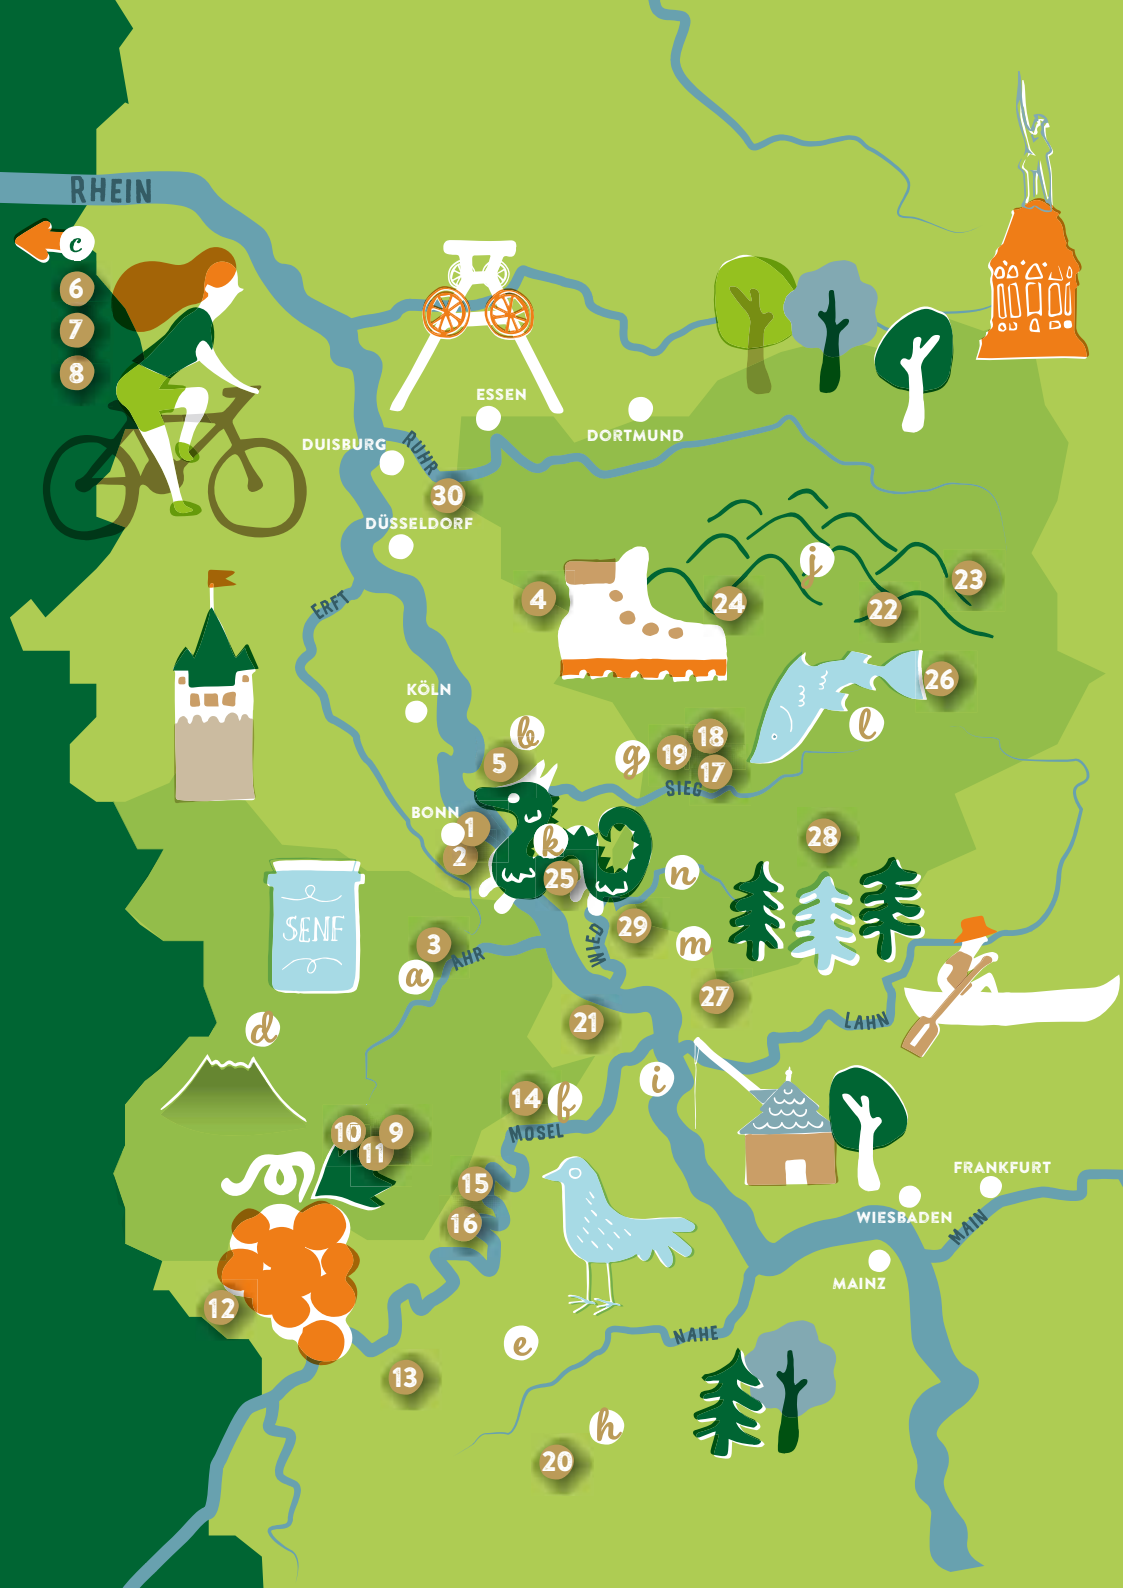 RHEIN
c
6
7
8
ESSEN
DORTMUND
DUISBURG
RUHR
30
DÜSSELDORF
j
23
4
24
22
ERFT
26
KÖLN
l
b
18
g
19
5
17
SIEG
BONN
1
28
k
2
n
25
SENF
29
3
m
WIED
AHR
a
27
LAHN
21
d
i
14
f
MOSEL
10
9
11
FRANKFURT
15
WIESBADEN
16
MAIN
MAINZ
12
NAHE
e
13
h
20